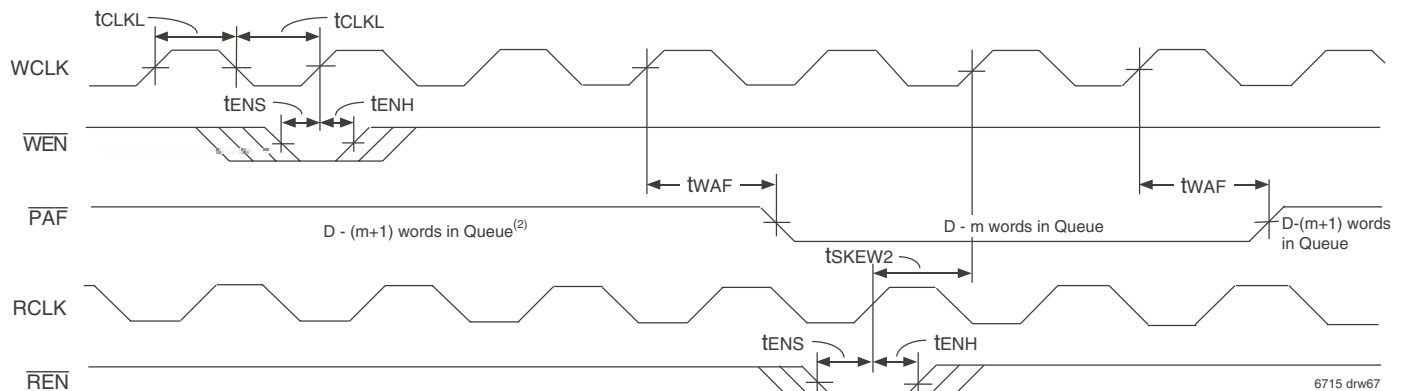 tCLKL tCLKL
WCLK
tENS tENH
WEN
tWAF tWAF
PAF
D - (m+1) words in Queue(2) D - m words in Queue D-(m+1) words
in Queue
tSKEW2
RCLK
tENS tENH
REN
6715 drw67